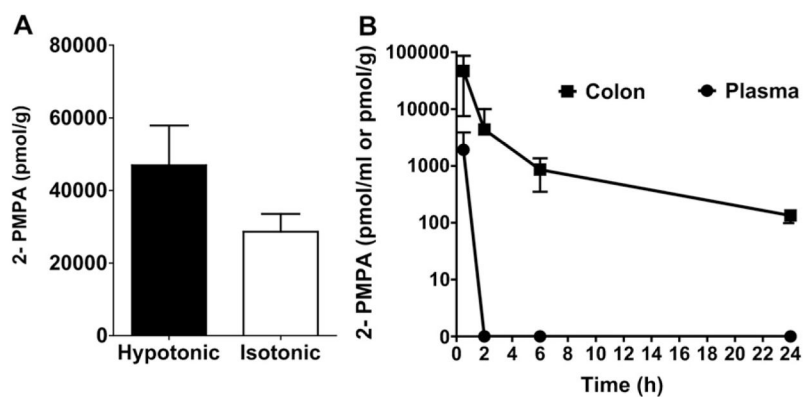 A
2- PMPA (pmol/g)
80000
60000
40000
20000
0
Hypotonic Isotonic
B
2- PMPA (pmol/ml or pmol/g)
100000
10000
1000
100
10
0
Colon Plasma
0 2 4 6 8 10 12 14 16 18 20 22 24
Time (h)